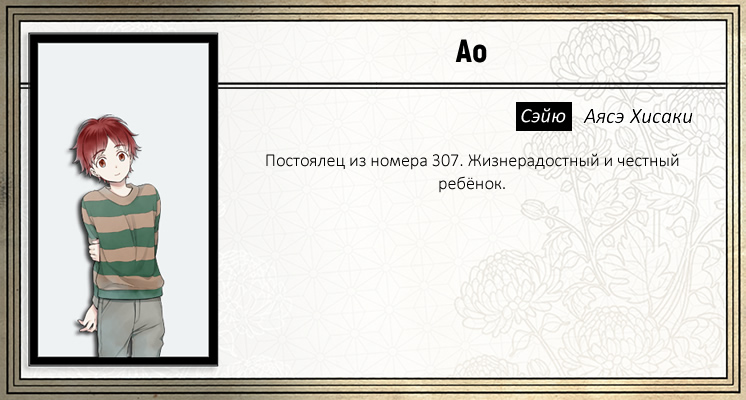 Ао
Сэйю Аясэ Хисаки
Постоялец из номера 307. Жизнерадостный и честный
ребёнок.